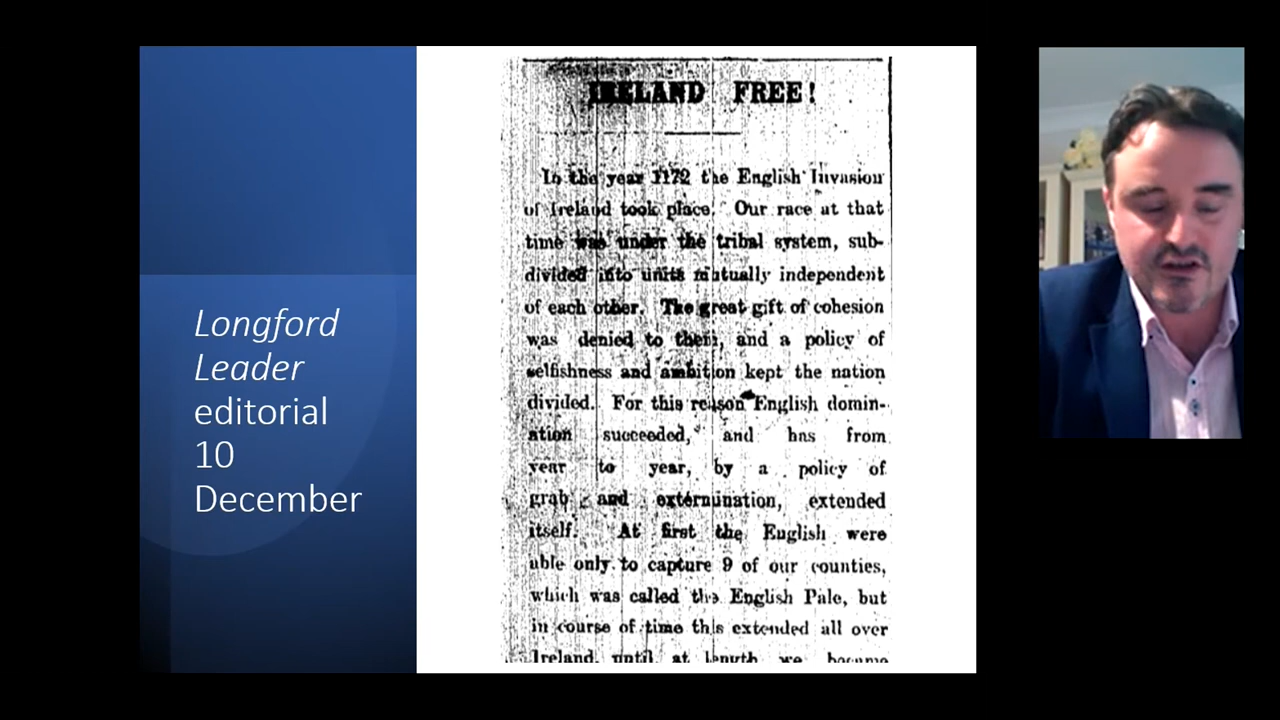 Longford
Leader
editorial
10
December
IRELAND FREE!
In the year 1172 the English Invasion
of Ireland took place. Our race at that
time was under the tribal system, sub-
divided into units mutually independent
of each other. The great gift of cohesion
was denied to them, and a policy of
selfishness and ambition kept the nation
divided. For this reason English domin-
ation succeeded, and has from
year to year, by a policy of
grab and extermination, extended
itself. At first the English were
able only to capture 9 of our counties,
which was called the English Pale, but
in course of time this extended all over
Ireland, until at length we became